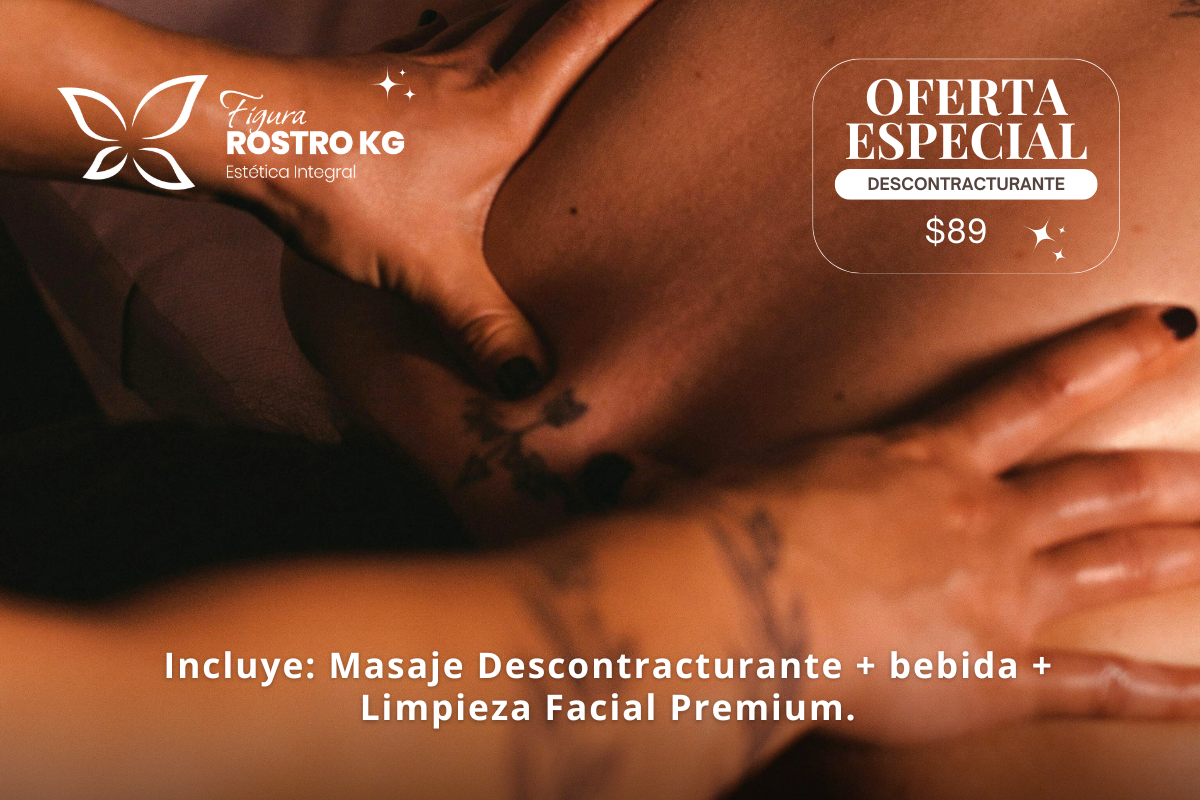 Figura
ROSTRO KG
Estética Integral
OFERTA
ESPECIAL
DESCONTRACTURANTE
$89
Incluye: Masaje Descontracturante + bebida +
Limpieza Facial Premium.